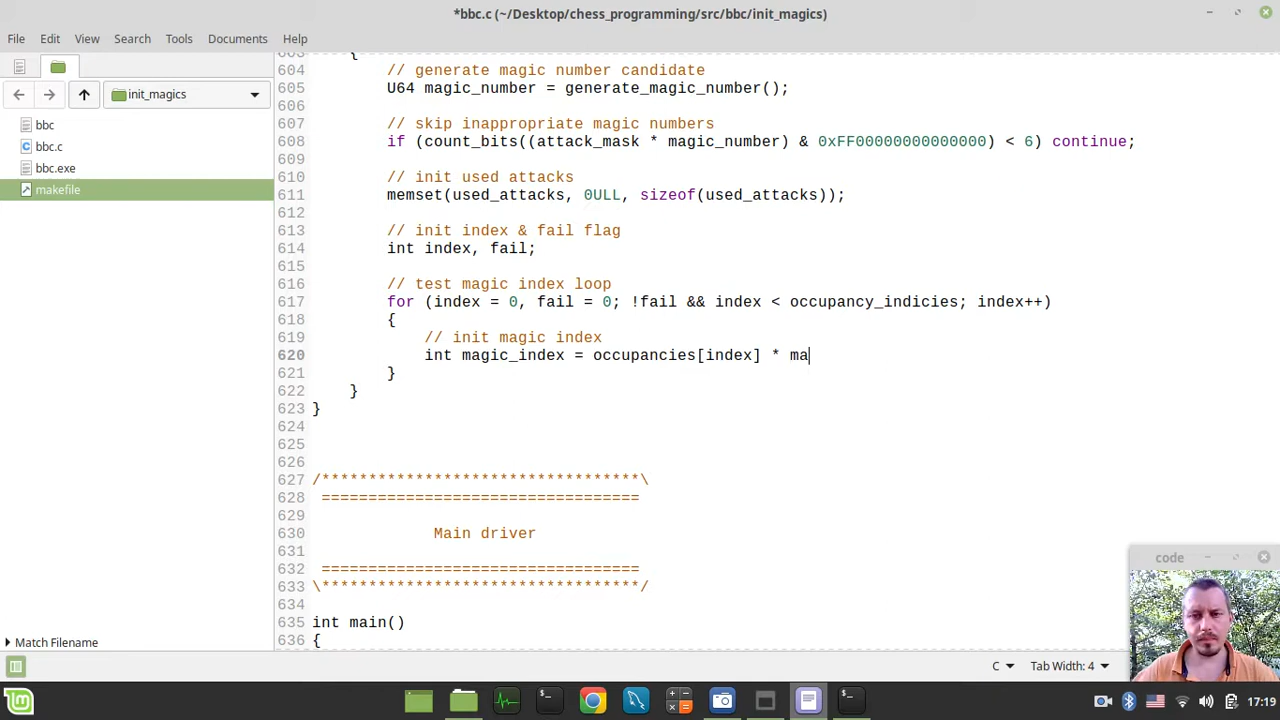 *bbc.c (~/Desktop/chess_programming/src/bbc/init_magics)
File Edit View Search Tools Documents Help
init_magics
bbc
bbc.c
bbc.exe
makefile
Match Filename
603 {
604 // generate magic number candidate
605 U64 magic_number = generate_magic_number();
606
607 // skip inappropriate magic numbers
608 if (count_bits((attack_mask * magic_number) & 0xFF00000000000000) < 6) continue;
609
610 // init used attacks
611 memset(used_attacks, 0ULL, sizeof(used_attacks));
612
613 // init index & fail flag
614 int index, fail;
615
616 // test magic index loop
617 for (index = 0, fail = 0; !fail && index < occupancy_indicies; index++)
618 {
619 // init magic index
620 int magic_index = occupancies[index] * ma
621 }
622 }
623 }
624
625
626
627 /**********************************\
628 ==================================
629
630 Main driver
631
632 ==================================
633 \**********************************/
634
635 int main()
636 {
code
C Tab Width: 4
17:19